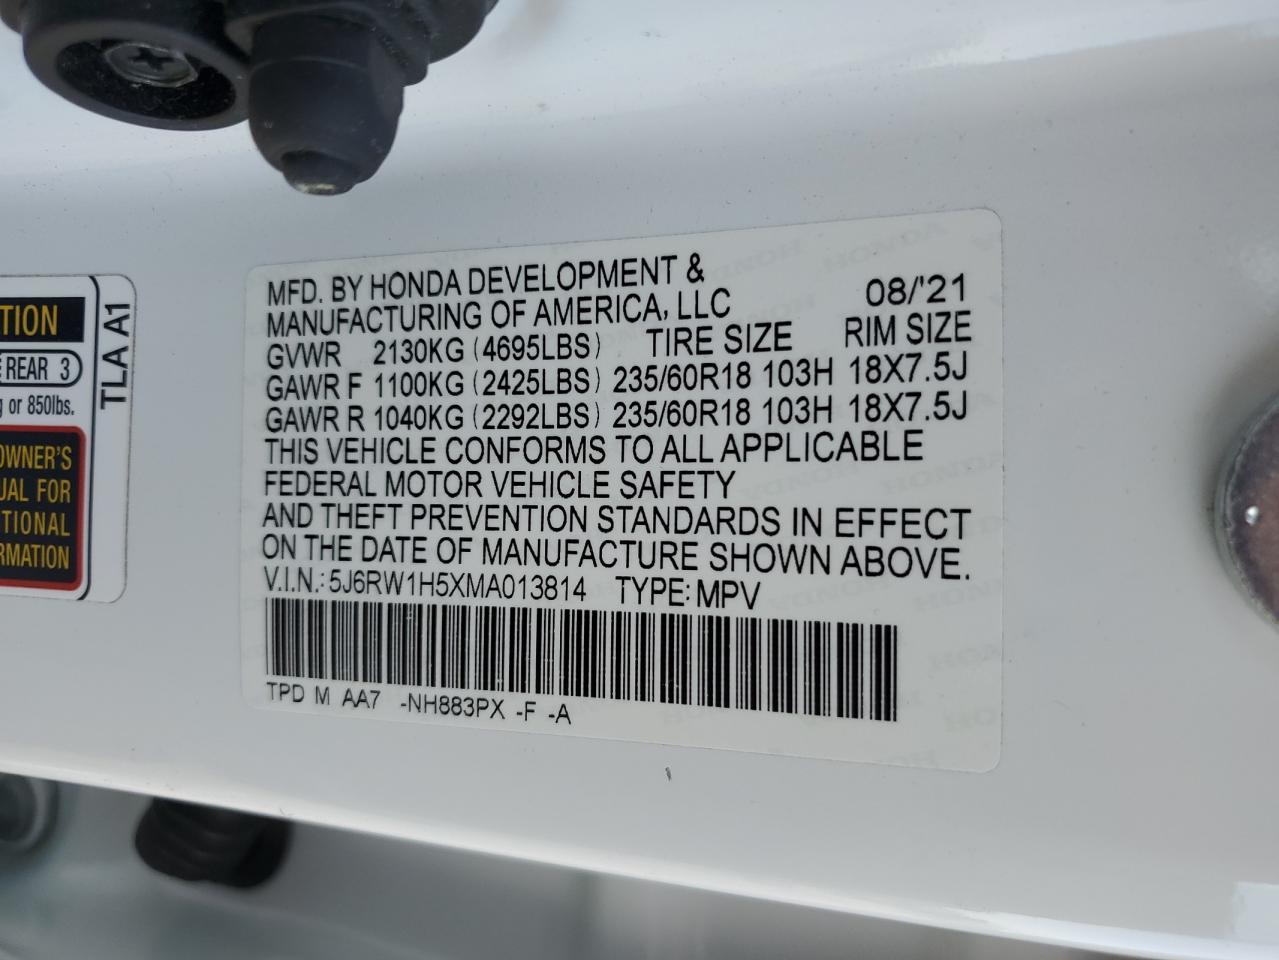 TION
REAR 3
g or 850lbs.
OWNER'S
UAL FOR
TIONAL
RMATION
TLA A1
MFD. BY HONDA DEVELOPMENT &
MANUFACTURING OF AMERICA, LLC 08/'21
GVWR 2130KG (4695LBS) TIRE SIZE RIM SIZE
GAWR F 1100KG (2425LBS) 235/60R18 103H 18X7.5J
GAWR R 1040KG (2292LBS) 235/60R18 103H 18X7.5J
THIS VEHICLE CONFORMS TO ALL APPLICABLE
FEDERAL MOTOR VEHICLE SAFETY
AND THEFT PREVENTION STANDARDS IN EFFECT
ON THE DATE OF MANUFACTURE SHOWN ABOVE.
V.I.N.: 5J6RW1H5XMA013814 TYPE: MPV
TPD M AA7 -NH883PX -F -A